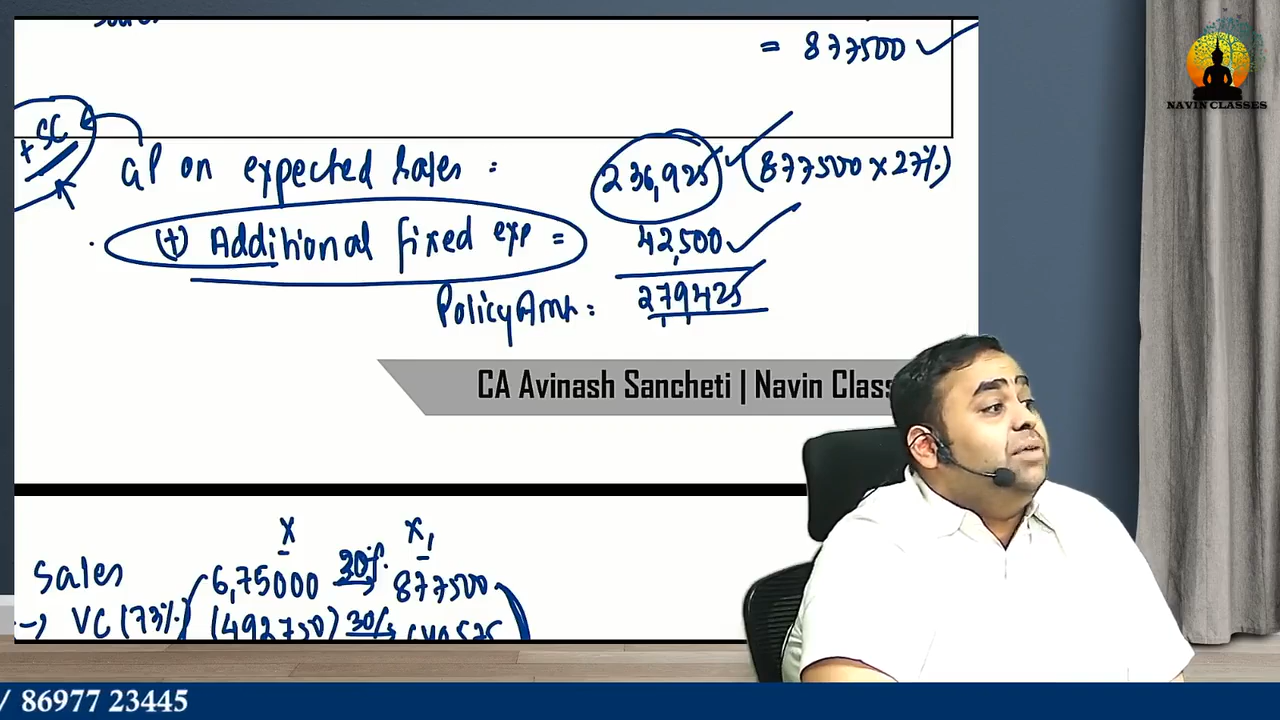 = 877500
NAVIN CLASSES
+ SC
GP on expected sales = 236,925 (877500 x 27%)
(+) Additional fixed exp = 42,500
Policy Amt = 279425
CA Avinash Sancheti | Navin Class
X X1
Sales 6,75000 30% 877500
VC (73%) (492750) 30%
/ 86977 23445